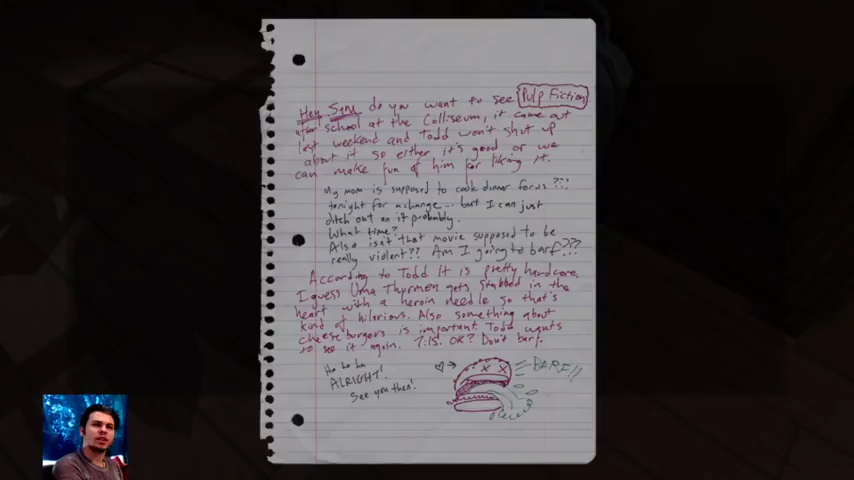 Hey Sam, do you want to see Pulp Fiction
after school at the Colliseum, it came out
last weekend and Todd won't shut up
about it so either it's good or we
can make fun of him for liking it.
My mom is supposed to cook dinner for us???
tonight for a change... but I can just
ditch out on it probably.
What time?
Also isn't that movie supposed to be
really violent?? Am I going to barf???
According to Todd It is pretty hardcore,
I guess Uma Thurmen gets stabbed in the
heart with a heroin needle so that's
kind of hilarious. Also something about
cheeseburgers is important. Todd wants
to see it again. 7:15. OK? Don't barf.
Ha ha ha
ALRIGHT!
See you then!
BARF!!